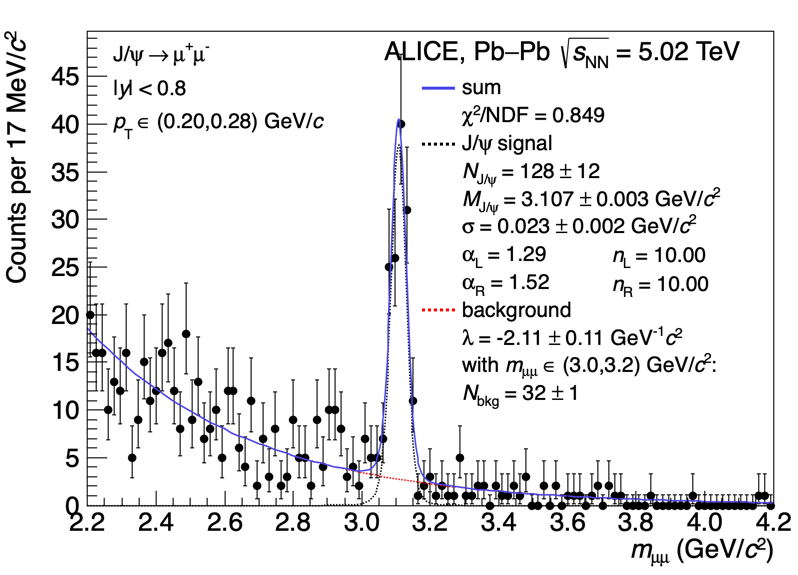 J/ψ → μ⁺μ⁻
|y| < 0.8
p_T ∈ (0.20,0.28) GeV/c
ALICE, Pb–Pb √s_NN = 5.02 TeV
sum
χ²/NDF = 0.849
J/ψ signal
N_J/ψ = 128 ± 12
M_J/ψ = 3.107 ± 0.003 GeV/c²
σ = 0.023 ± 0.002 GeV/c²
α_L = 1.29 n_L = 10.00
α_R = 1.52 n_R = 10.00
background
λ = -2.11 ± 0.11 GeV⁻¹c²
with m_μμ ∈ (3.0,3.2) GeV/c²:
N_bkg = 32 ± 1
Counts per 17 MeV/c²
45
40
35
30
25
20
15
10
5
0
2.2 2.4 2.6 2.8 3.0 3.2 3.4 3.6 3.8 4.0 4.2
m_μμ (GeV/c²)